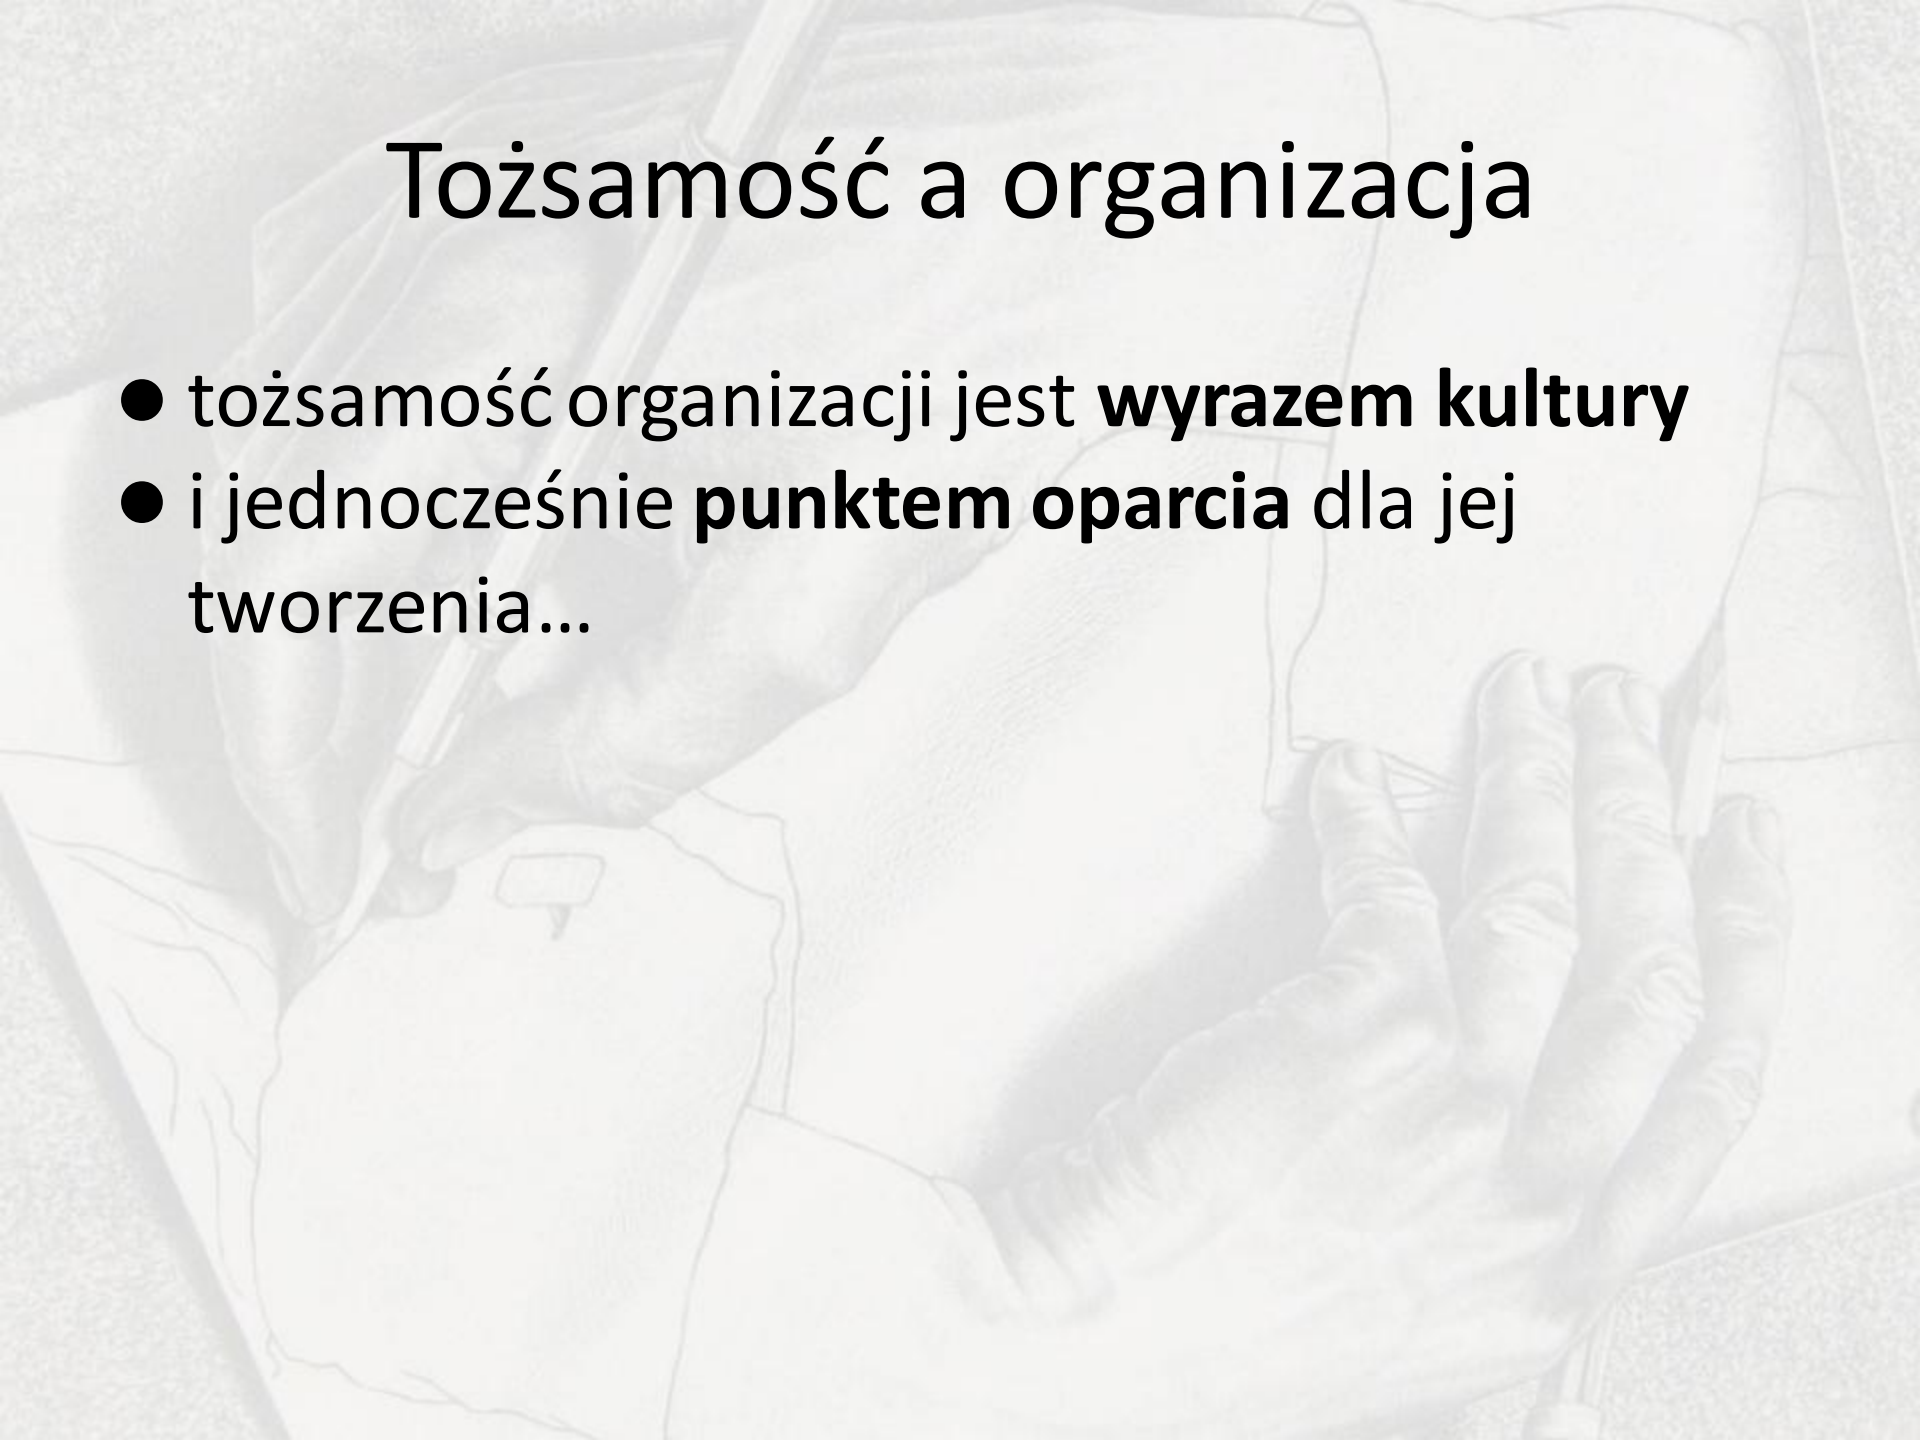 Tożsamość a organizacja
● tożsamość organizacji jest wyrazem kultury
● i jednocześnie punktem oparcia dla jej
tworzenia…